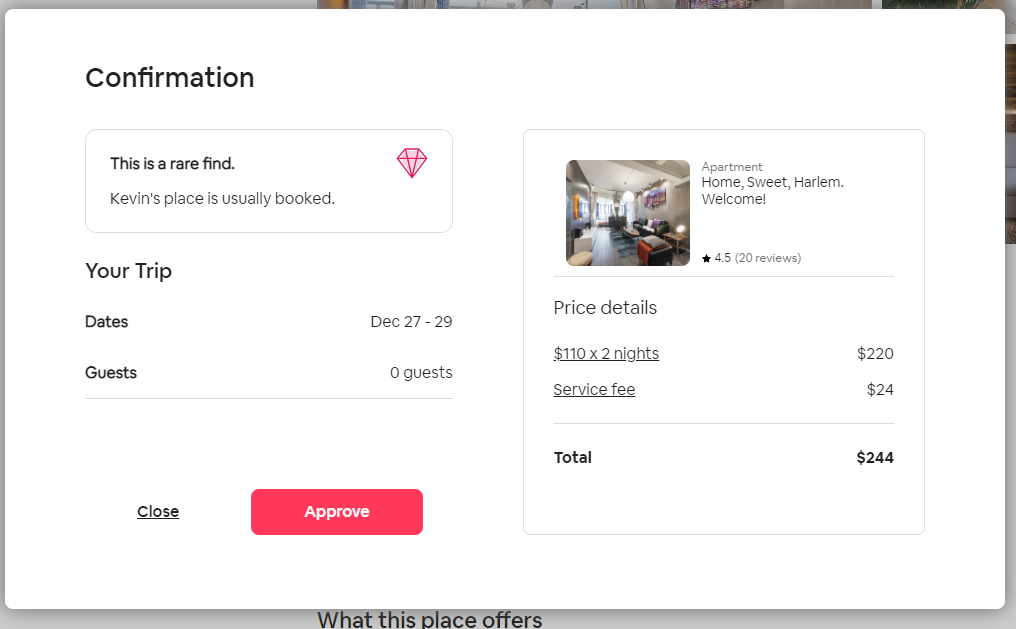 Confirmation
This is a rare find.
Kevin's place is usually booked.
Your Trip
Dates Dec 27 - 29
Guests 0 guests
Close Approve
Apartment
Home, Sweet, Harlem.
Welcome!
★ 4.5 (20 reviews)
Price details
$110 x 2 nights $220
Service fee $24
Total $244
What this place offers